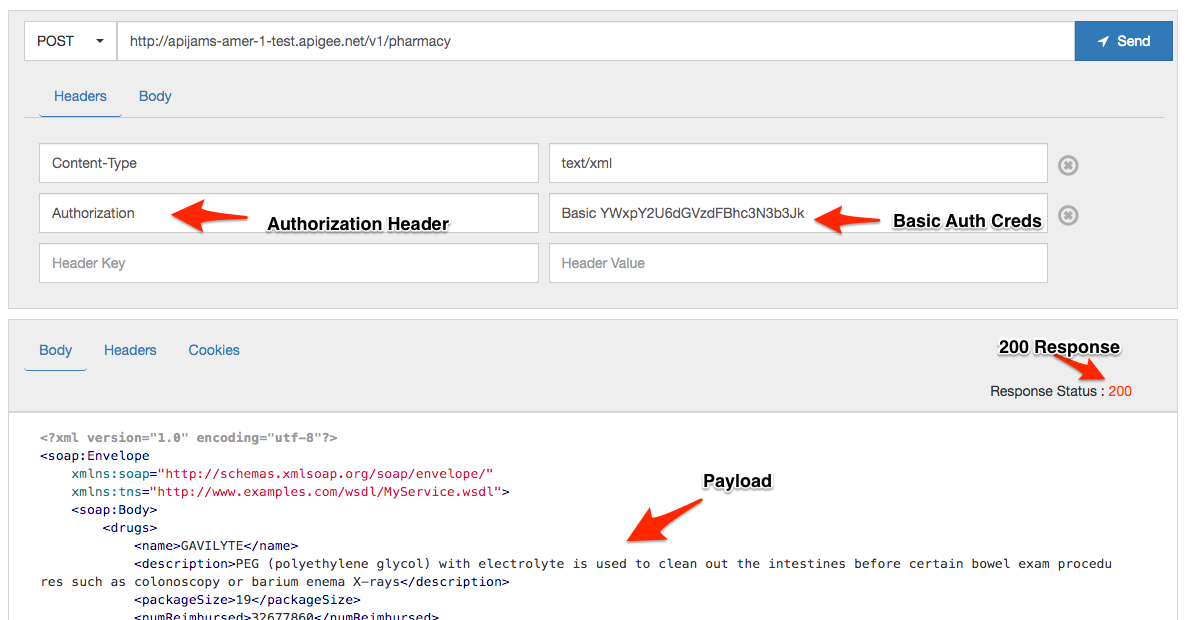 POST http://apijams-amer-1-test.apigee.net/v1/pharmacy Send
Headers Body
Content-Type text/xml
Authorization Authorization Header Basic YWxpY2U6dGVzdFBhc3N3b3Jk Basic Auth Creds
Header Key Header Value
Body Headers Cookies 200 Response
Response Status : 200
<?xml version="1.0" encoding="utf-8"?>
<soap:Envelope
xmlns:soap="http://schemas.xmlsoap.org/soap/envelope/"
Payload
xmlns:tns="http://www.examples.com/wsdl/MyService.wsdl">
<soap:Body>
<drugs>
<name>GAVILYTE</name>
<description>PEG (polyethylene glycol) with electrolyte is used to clean out the intestines before certain bowel exam procedu
res such as colonoscopy or barium enema X-rays</description>
<packageSize>19</packageSize>
<numReimbursed>32677860</numReimbursed>